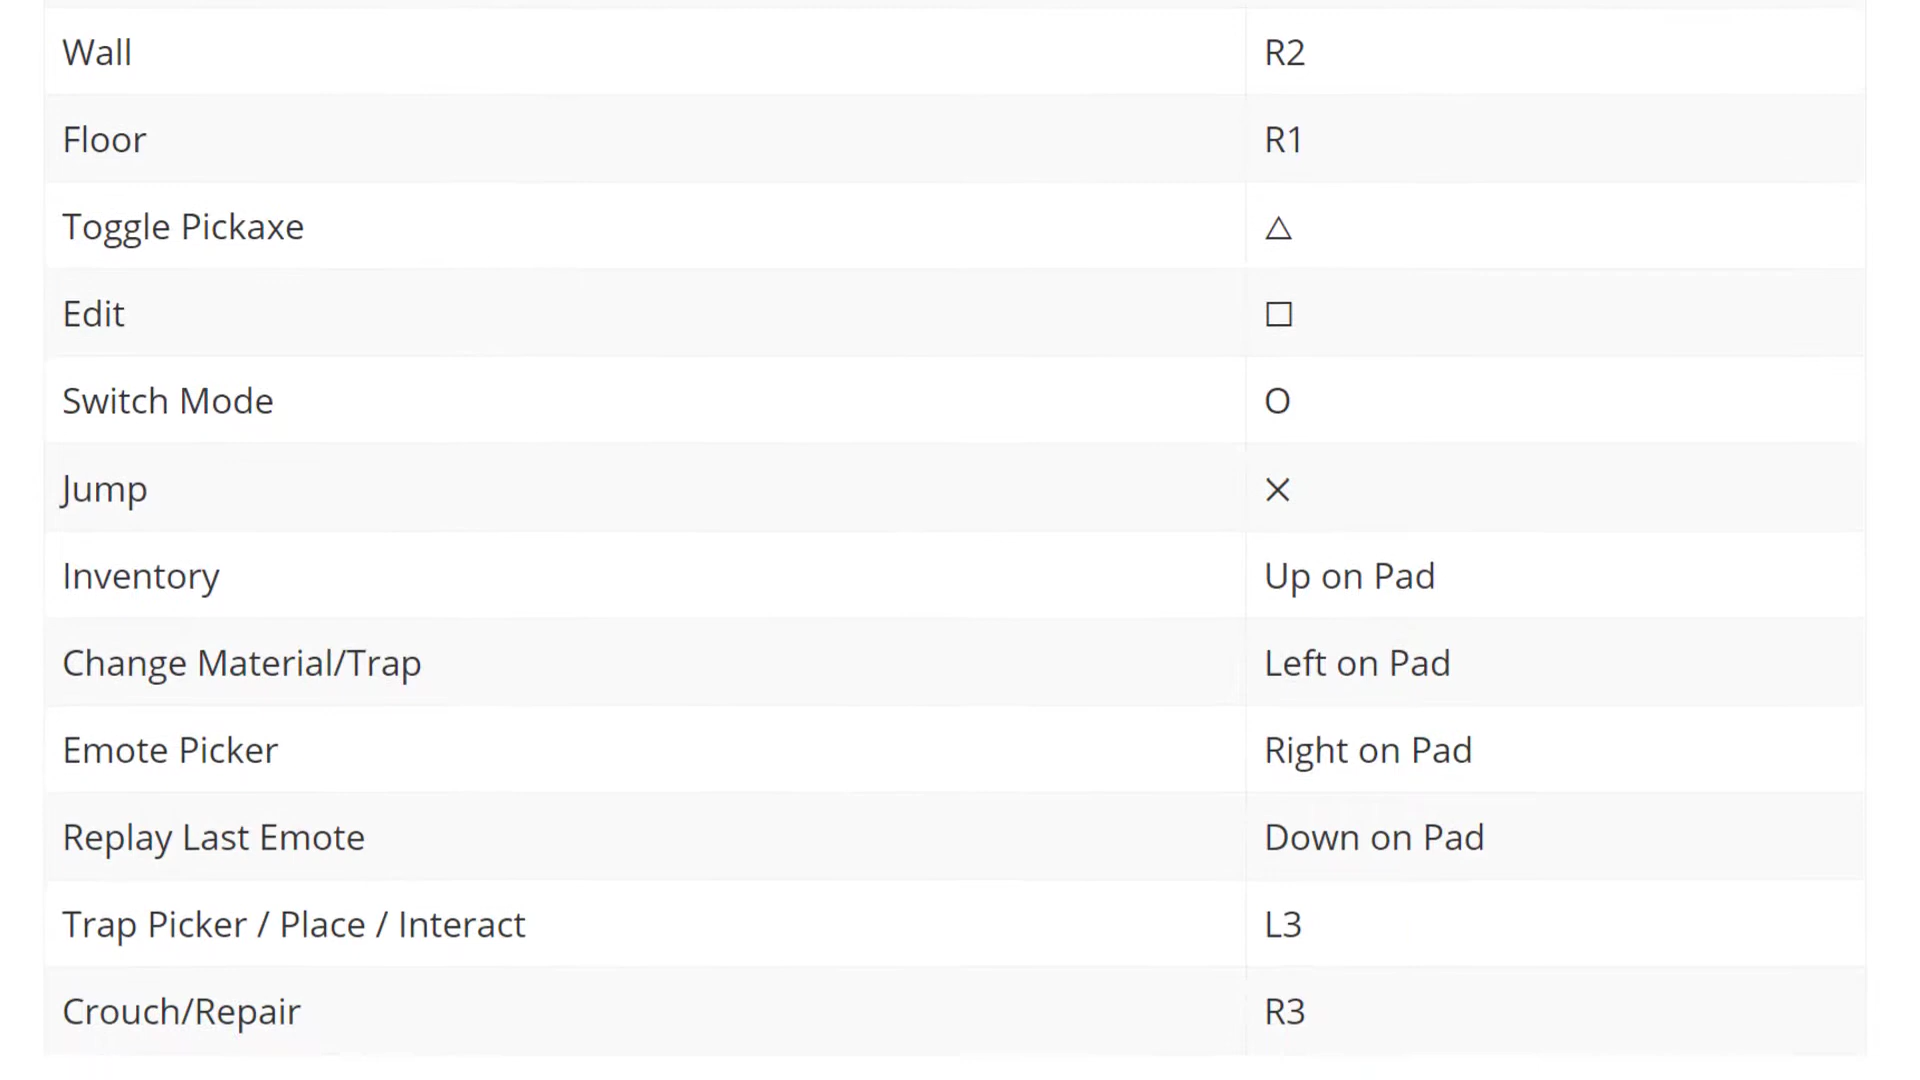 Wall R2
Floor R1
Toggle Pickaxe △
Edit □
Switch Mode O
Jump ✕
Inventory Up on Pad
Change Material/Trap Left on Pad
Emote Picker Right on Pad
Replay Last Emote Down on Pad
Trap Picker / Place / Interact L3
Crouch/Repair R3